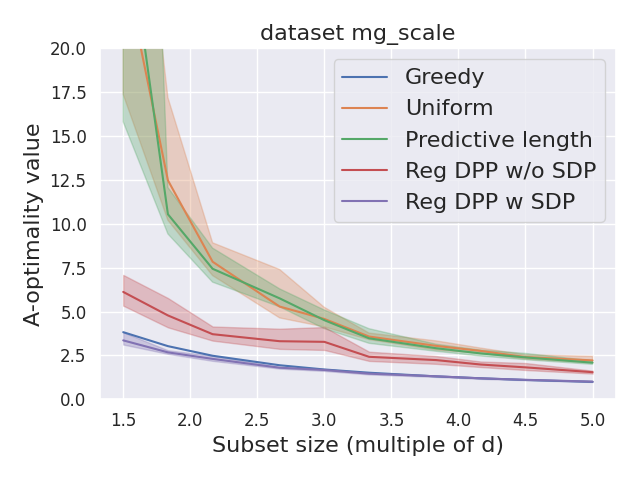 dataset mg_scale
A-optimality value
20.0
17.5
15.0
12.5
10.0
7.5
5.0
2.5
0.0
Greedy
Uniform
Predictive length
Reg DPP w/o SDP
Reg DPP w SDP
1.5 2.0 2.5 3.0 3.5 4.0 4.5 5.0
Subset size (multiple of d)